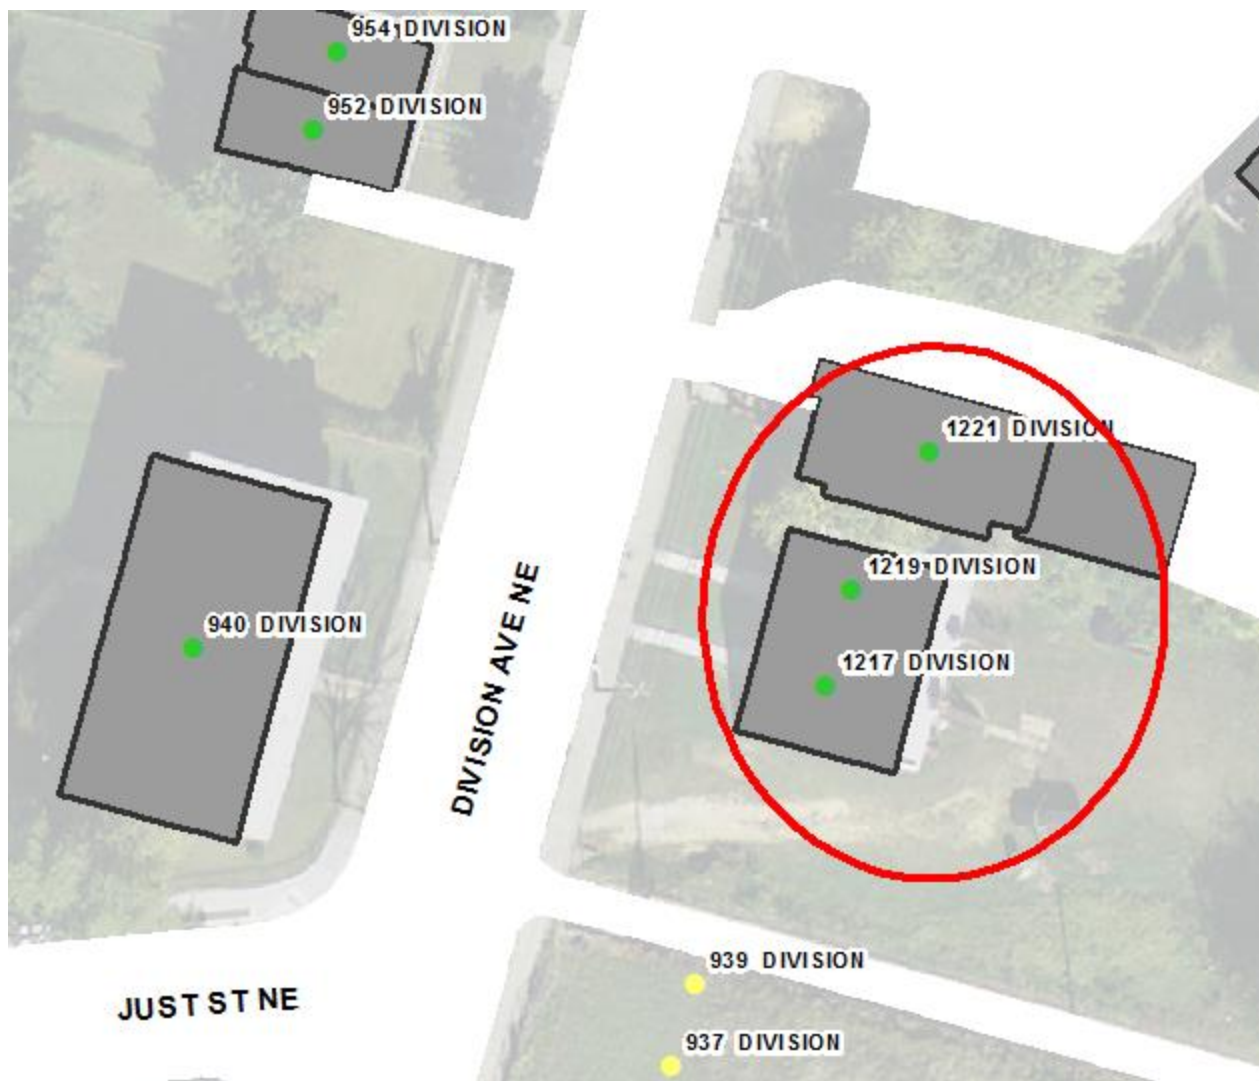 954 DIVISION
952 DIVISION
1221 DIVISION
1219 DIVISION
940 DIVISION
DIVISION AVE NE
1217 DIVISION
939 DIVISION
JUST ST NE
937 DIVISION